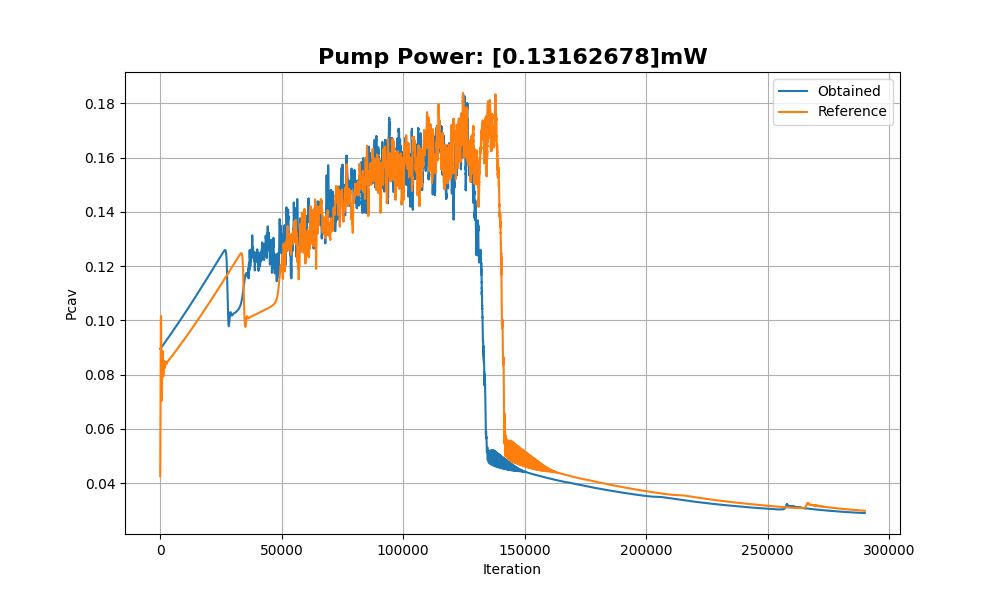 Pump Power: [0.13162678]mW
Obtained
Reference
0.18
0.16
0.14
0.12
0.10
0.08
0.06
0.04
Pcav
0 50000 100000 150000 200000 250000 300000
Iteration